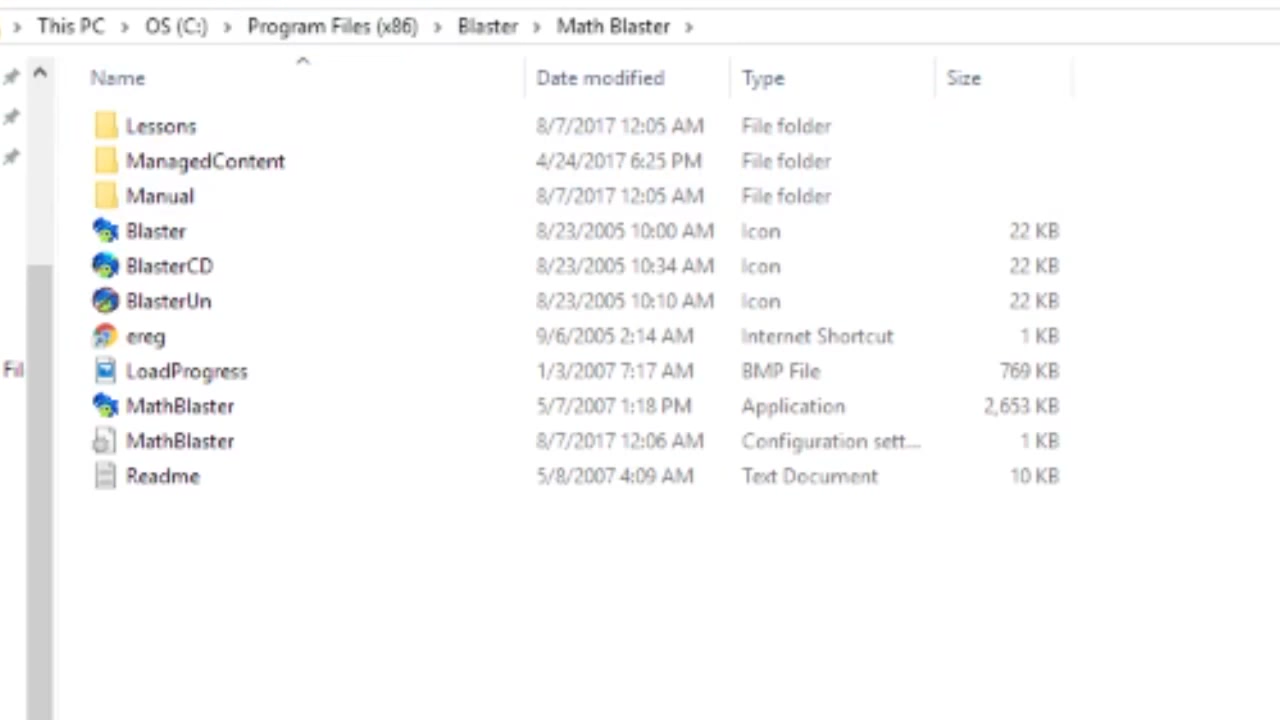 This PC > OS (C:) > Program Files (x86) > Blaster > Math Blaster >
Name Date modified Type Size
Lessons 8/7/2017 12:05 AM File folder
ManagedContent 4/24/2017 6:25 PM File folder
Manual 8/7/2017 12:05 AM File folder
Blaster 8/23/2005 10:00 AM Icon 22 KB
BlasterCD 8/23/2005 10:34 AM Icon 22 KB
BlasterUn 8/23/2005 10:10 AM Icon 22 KB
ereg 9/6/2005 2:14 AM Internet Shortcut 1 KB
Fil LoadProgress 1/3/2007 7:17 AM BMP File 769 KB
MathBlaster 5/7/2007 1:18 PM Application 2,653 KB
MathBlaster 8/7/2017 12:06 AM Configuration sett...  1 KB
Readme 5/8/2007 4:09 AM Text Document 10 KB